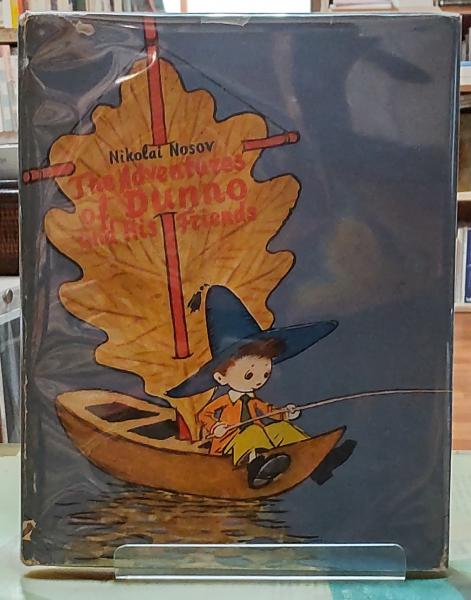 Nikolai Nosov
The Adventures
of Dunno
and His Friends